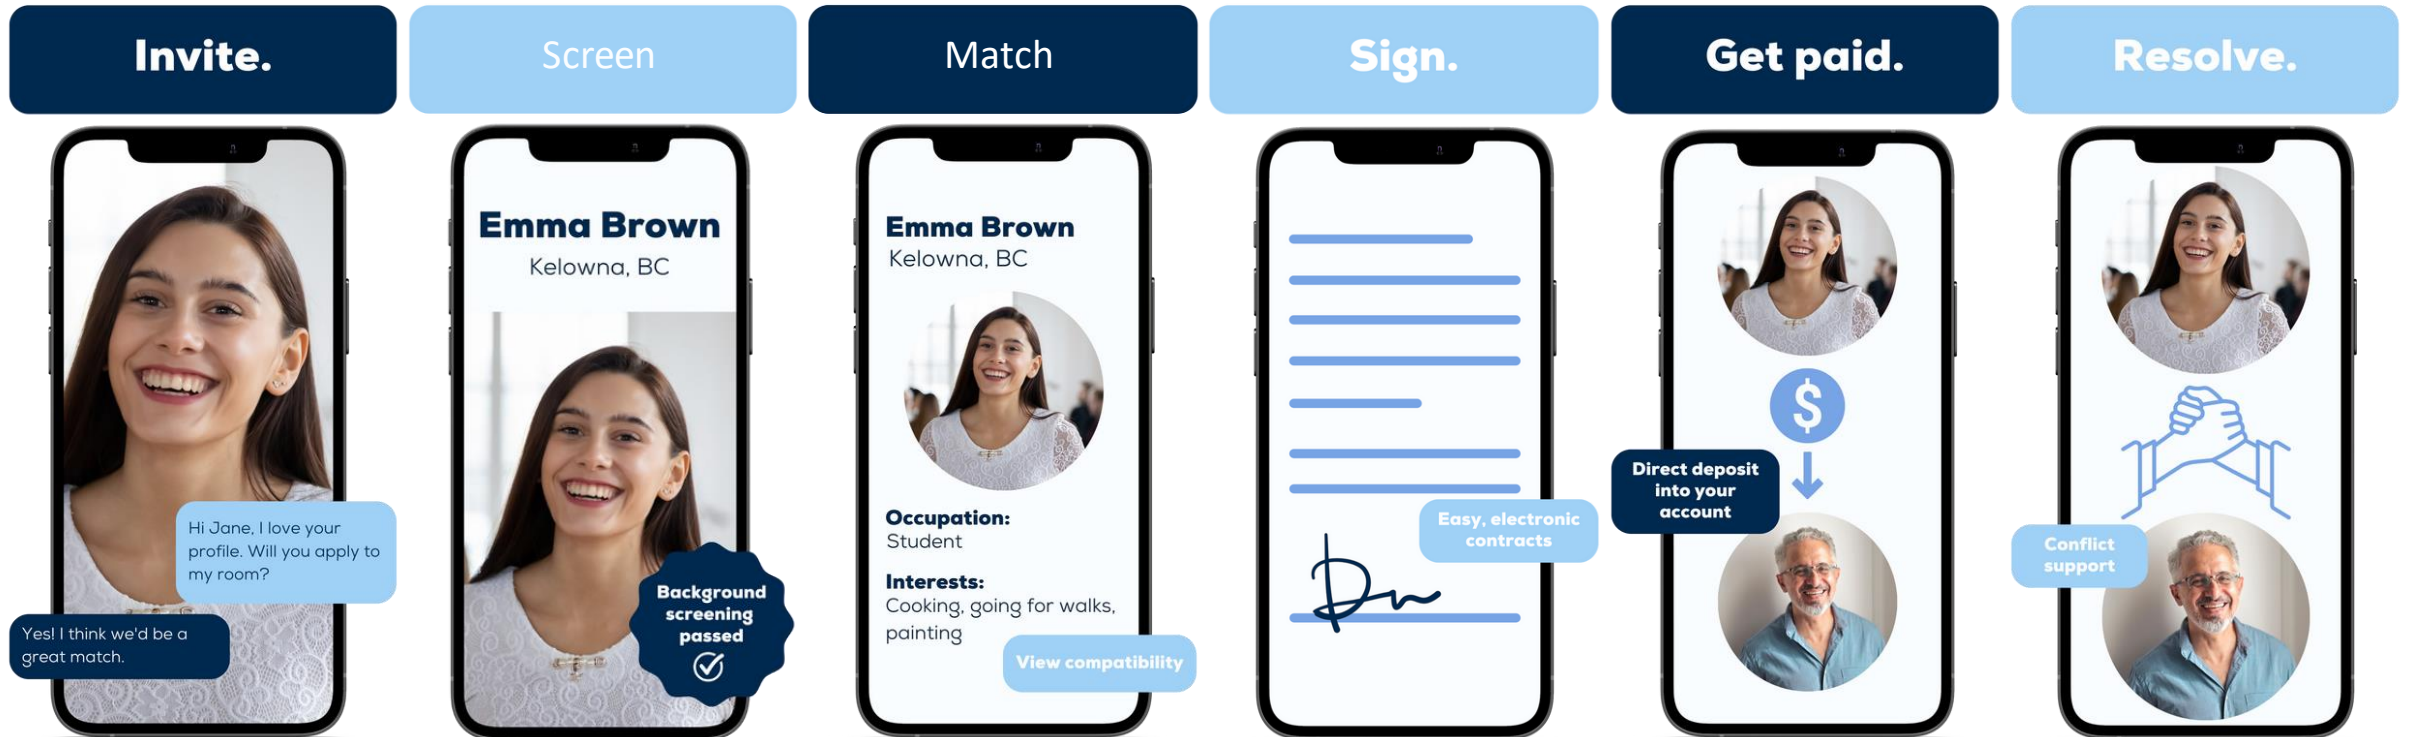 Invite.
Screen
Match
Sign.
Get paid.
Resolve.
Hi Jane, I love your
profile. Will you apply to
my room?
Yes! I think we'd be a
great match.
Emma Brown
Kelowna, BC
Background
screening
passed
Emma Brown
Kelowna, BC
Occupation:
Student
Interests:
Cooking, going for walks,
painting
View compatibility
Easy, electronic
contracts
$
Direct deposit
into your
account
Conflict
support